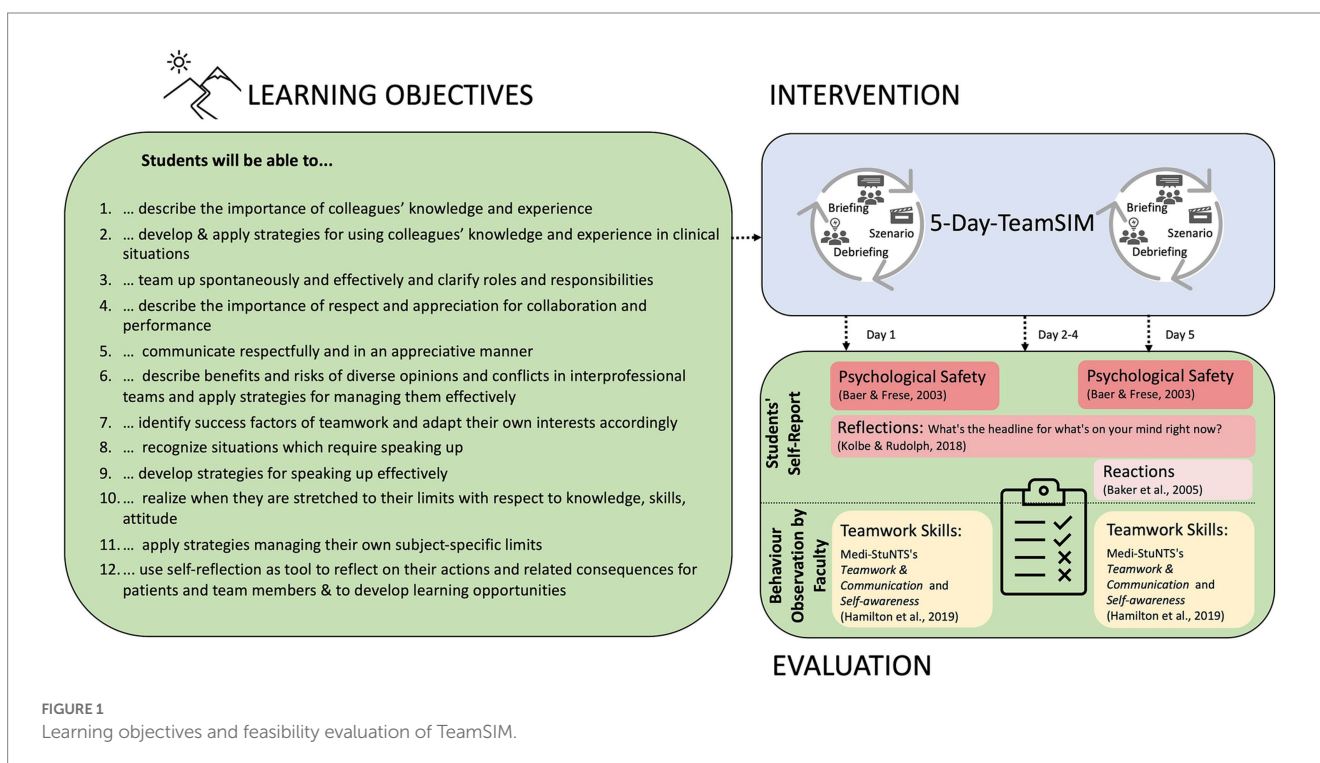 LEARNING OBJECTIVES
Students will be able to...
1. ... describe the importance of colleagues' knowledge and experience
2. ... develop & apply strategies for using colleagues' knowledge and experience in clinical
situations
3. ... team up spontaneously and effectively and clarify roles and responsibilities
4. ... describe the importance of respect and appreciation for collaboration and
performance
5. ... communicate respectfully and in an appreciative manner
6. ... describe benefits and risks of diverse opinions and conflicts in interprofessional
teams and apply strategies for managing them effectively
7. ... identify success factors of teamwork and adapt their own interests accordingly
8. ... recognize situations which require speaking up
9. ... develop strategies for speaking up effectively
10. ... realize when they are stretched to their limits with respect to knowledge, skills,
attitude
11. ... apply strategies managing their own subject-specific limits
12. ... use self-reflection as tool to reflect on their actions and related consequences for
patients and team members & to develop learning opportunities
INTERVENTION
Briefing
Szenario
Debriefing
5-Day-TeamSIM
Briefing
Szenario
Debriefing
Day 1
Day 2-4
Day 5
Students'
Self-Report
Psychological Safety
(Baer & Frese, 2003)
Psychological Safety
(Baer & Frese, 2003)
Reflections: What's the headline for what's on your mind right now?
(Kolbe & Rudolph, 2018)
Reactions
(Baker et al., 2005)
Behaviour
Observation by
Faculty
Teamwork Skills:
Medi-StuNTS's
Teamwork &
Communication and
Self-awareness
(Hamilton et al., 2019)
Teamwork Skills:
Medi-StuNTS's
Teamwork &
Communication and
Self-awareness
(Hamilton et al., 2019)
EVALUATION
FIGURE 1
Learning objectives and feasibility evaluation of TeamSIM.